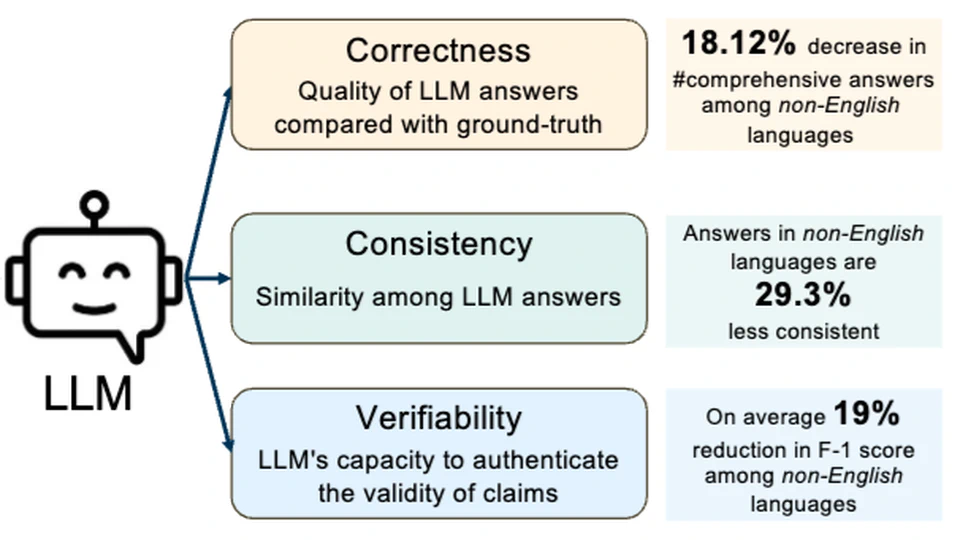 Correctness
Quality of LLM answers
compared with ground-truth
18.12% decrease in
#comprehensive answers
among non-English
languages
Consistency
Similarity among LLM answers
Answers in non-English
languages are
29.3%
less consistent
LLM
Verifiability
LLM's capacity to authenticate
the validity of claims
On average 19%
reduction in F-1 score
among non-English
languages